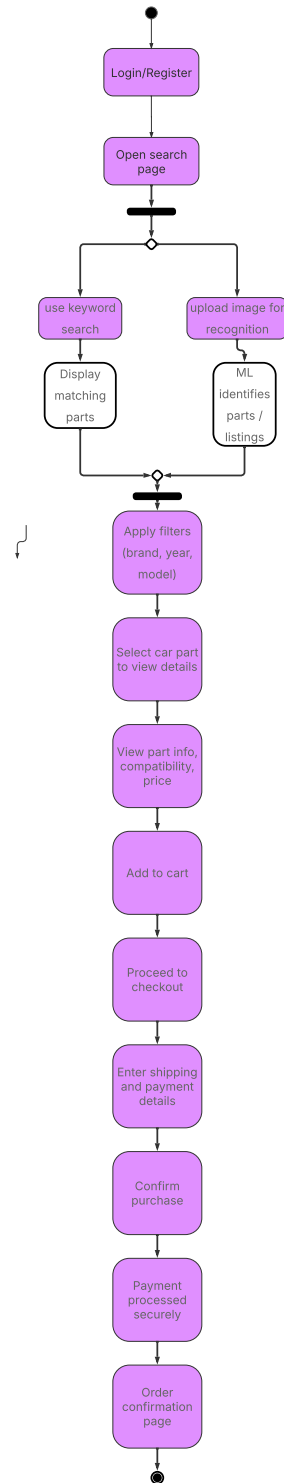 Login/Register
Open search
page
use keyword
search
upload image for
recognition
Display
matching
parts
ML
identifies
parts /
listings
Apply filters
(brand, year,
model)
Select car part
to view details
View part info,
compatibility,
price
Add to cart
Proceed to
checkout
Enter shipping
and payment
details
Confirm
purchase
Payment
processed
securely
Order
confirmation
page